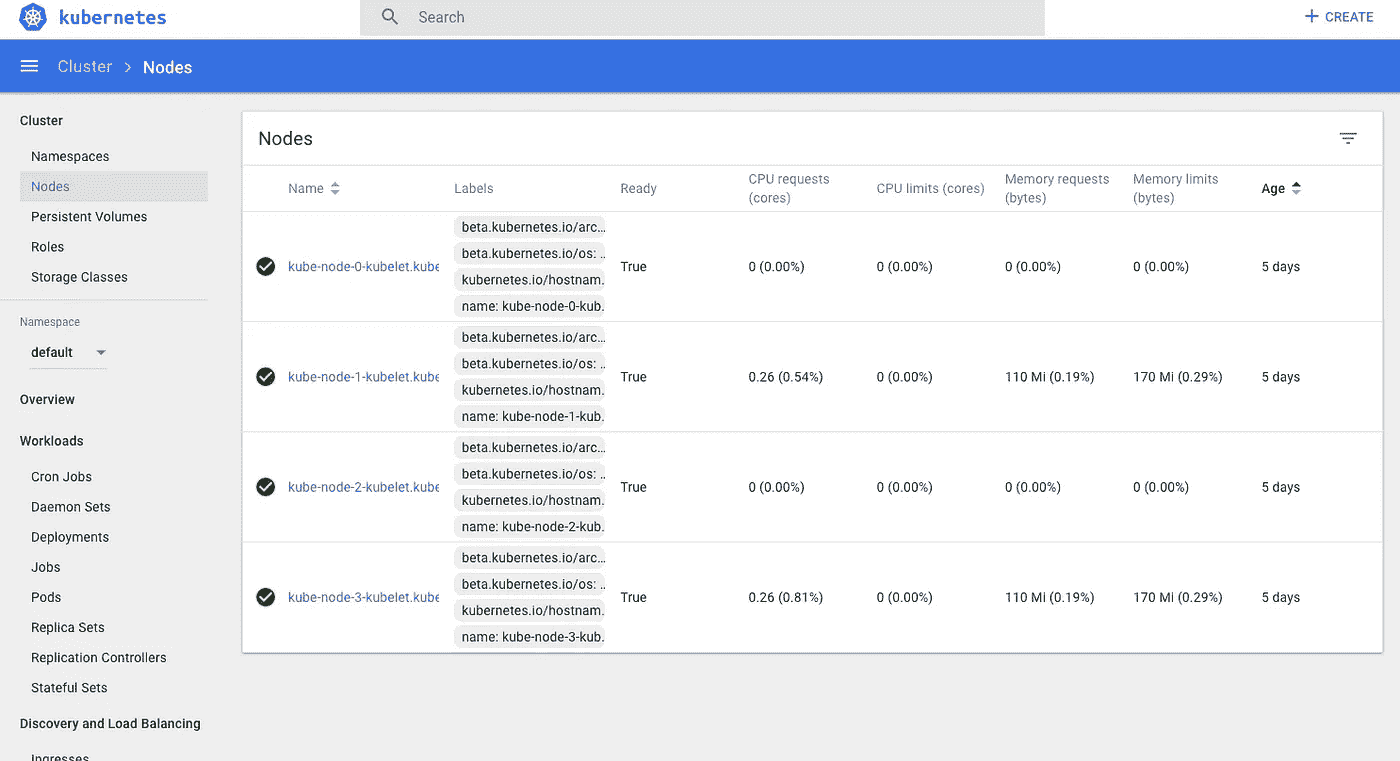 kubernetes
Search
CREATE
Cluster > Nodes
Cluster
Namespaces
Nodes
Persistent Volumes
Roles
Storage Classes
Namespace
default
Overview
Workloads
Cron Jobs
Daemon Sets
Deployments
Jobs
Pods
Replica Sets
Replication Controllers
Stateful Sets
Discovery and Load Balancing
Ingresses
Nodes
Name
Labels
Ready
CPU requests
(cores)
CPU limits (cores)
Memory requests
(bytes)
Memory limits
(bytes)
Age
kube-node-0-kubelet.kube
beta.kubernetes.io/arc...
beta.kubernetes.io/os: ..
kubernetes.io/hostnam.
name: kube-node-0-kub.
True
0 (0.00%)
0 (0.00%)
0 (0.00%)
0 (0.00%)
5 days
kube-node-1-kubelet.kube
beta.kubernetes.io/arc...
beta.kubernetes.io/os: ..
kubernetes.io/hostnam.
name: kube-node-1-kub.
True
0.26 (0.54%)
0 (0.00%)
110 Mi (0.19%)
170 Mi (0.29%)
5 days
kube-node-2-kubelet.kube
beta.kubernetes.io/arc...
beta.kubernetes.io/os: ..
kubernetes.io/hostnam.
name: kube-node-2-kub.
True
0 (0.00%)
0 (0.00%)
0 (0.00%)
0 (0.00%)
5 days
kube-node-3-kubelet.kube
beta.kubernetes.io/arc...
beta.kubernetes.io/os: ..
kubernetes.io/hostnam.
name: kube-node-3-kub.
True
0.26 (0.81%)
0 (0.00%)
110 Mi (0.19%)
170 Mi (0.29%)
5 days